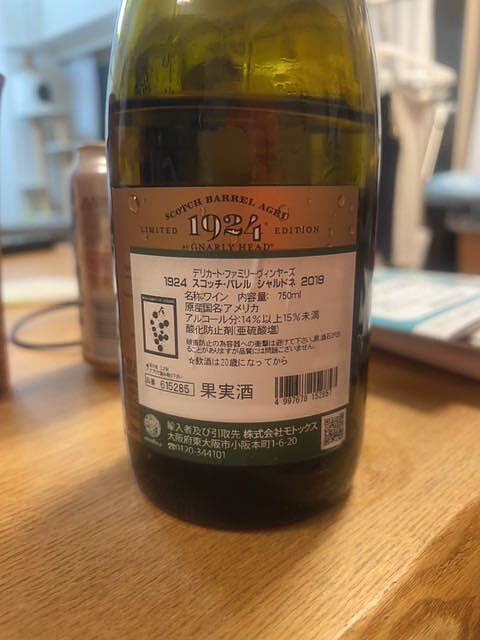 SCOTCH BARREL AGED
LIMITED 1924 EDITION
BY GNARLY HEAD
デリカート・ファミリー・ヴィンヤーズ
1924 スコッチ・バレル シャルドネ 2019
名称:ワイン 内容量: 750ml
原産国名:アメリカ
アルコール分:14%以上15%未満
酸化防止剤(亜硫酸塩)
☆飲酒は20歳になってから
品番 615285
果実酒
輸入者及び引取先 株式会社モトックス
大阪府東大阪市小阪本町1-6-20
☎0120-344101